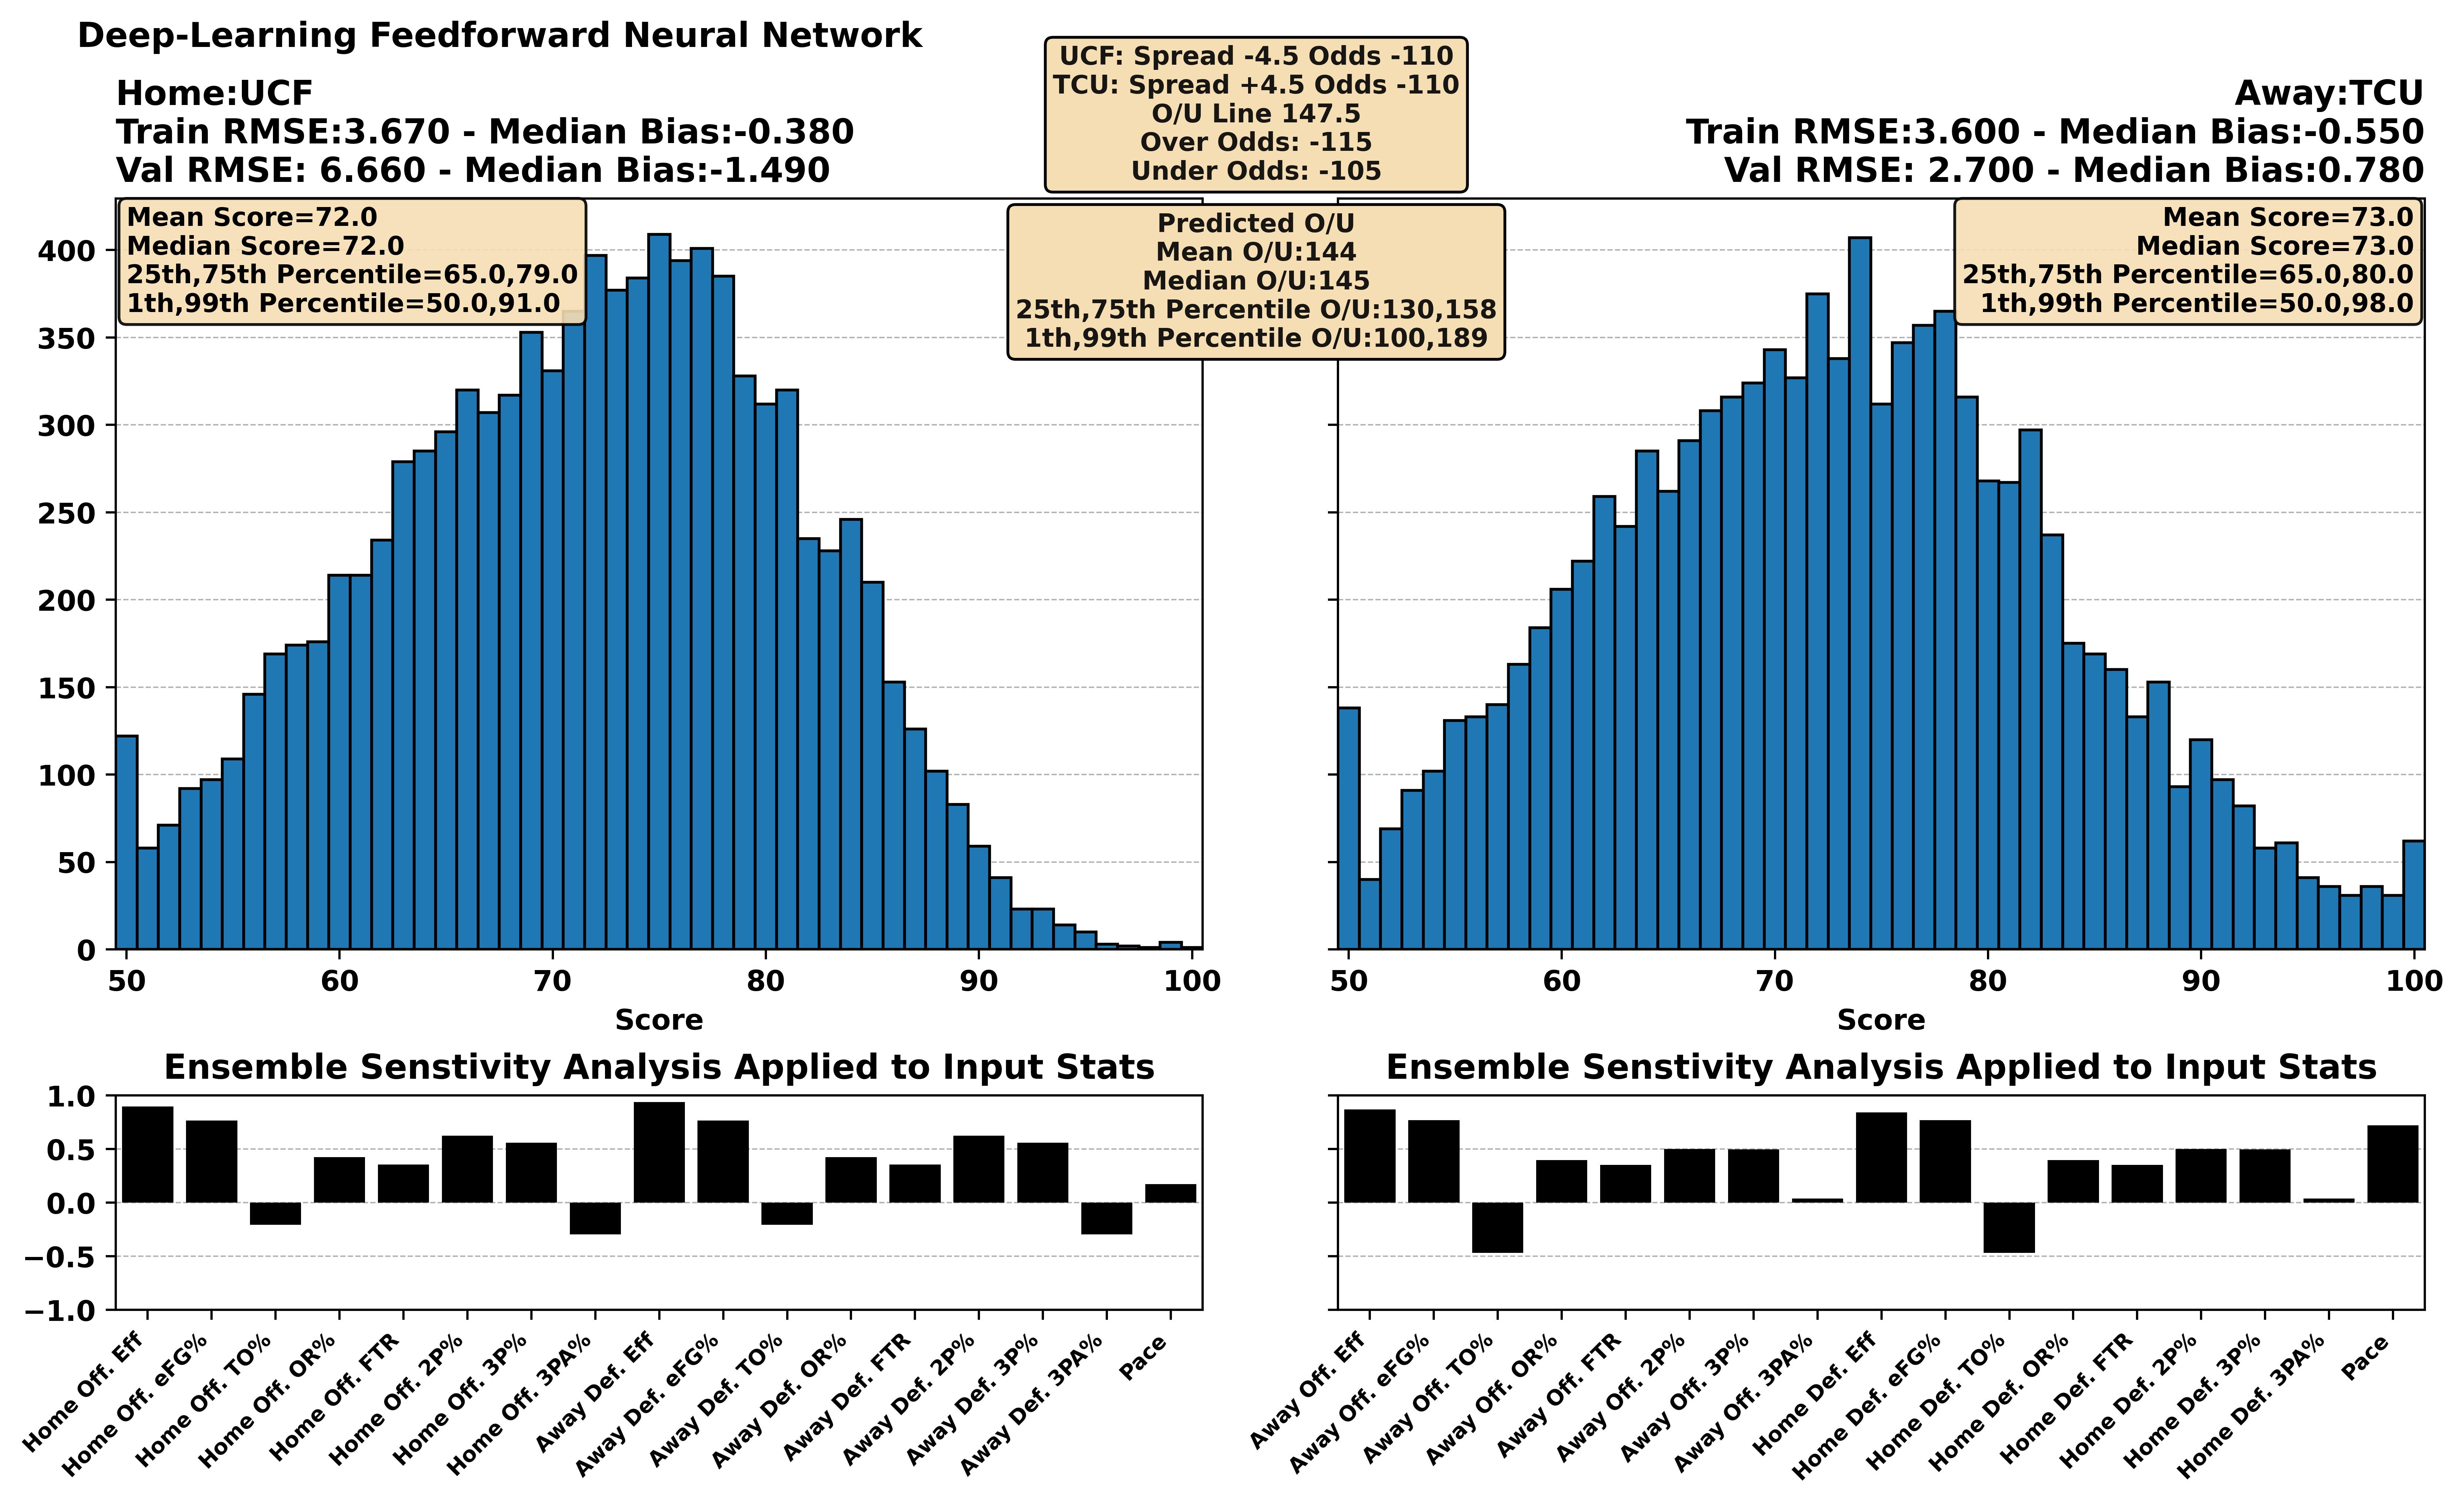 Deep-Learning Feedforward Neural Network
Home:UCF
Train RMSE:3.670 - Median Bias:-0.380
Val RMSE: 6.660 - Median Bias:-1.490
UCF: Spread -4.5 Odds -110
TCU: Spread +4.5 Odds -110
O/U Line 147.5
Over Odds: -115
Under Odds: -105
Away:TCU
Train RMSE:3.600 - Median Bias:-0.550
Val RMSE: 2.700 - Median Bias:0.780
Mean Score=72.0
Median Score=72.0
25th,75th Percentile=65.0,79.0
1th,99th Percentile=50.0,91.0
Predicted O/U
Mean O/U:144
Median O/U:145
25th,75th Percentile O/U:130,158
1th,99th Percentile O/U:100,189
Mean Score=73.0
Median Score=73.0
25th,75th Percentile=65.0,80.0
1th,99th Percentile=50.0,98.0
400
350
300
250
200
150
100
50
0
50 60 70 80 90 100
Score
50 60 70 80 90 100
Score
Ensemble Senstivity Analysis Applied to Input Stats
1.0
0.5
0.0
−0.5
−1.0
Home Off. Eff
Home Off. eFG%
Home Off. TO%
Home Off. OR%
Home Off. FTR
Home Off. 2P%
Home Off. 3P%
Home Off. 3PA%
Away Def. Eff
Away Def. eFG%
Away Def. TO%
Away Def. OR%
Away Def. FTR
Away Def. 2P%
Away Def. 3P%
Away Def. 3PA%
Pace
Ensemble Senstivity Analysis Applied to Input Stats
Away Off. Eff
Away Off. eFG%
Away Off. TO%
Away Off. OR%
Away Off. FTR
Away Off. 2P%
Away Off. 3P%
Away Off. 3PA%
Home Def. Eff
Home Def. eFG%
Home Def. TO%
Home Def. OR%
Home Def. FTR
Home Def. 2P%
Home Def. 3P%
Home Def. 3PA%
Pace